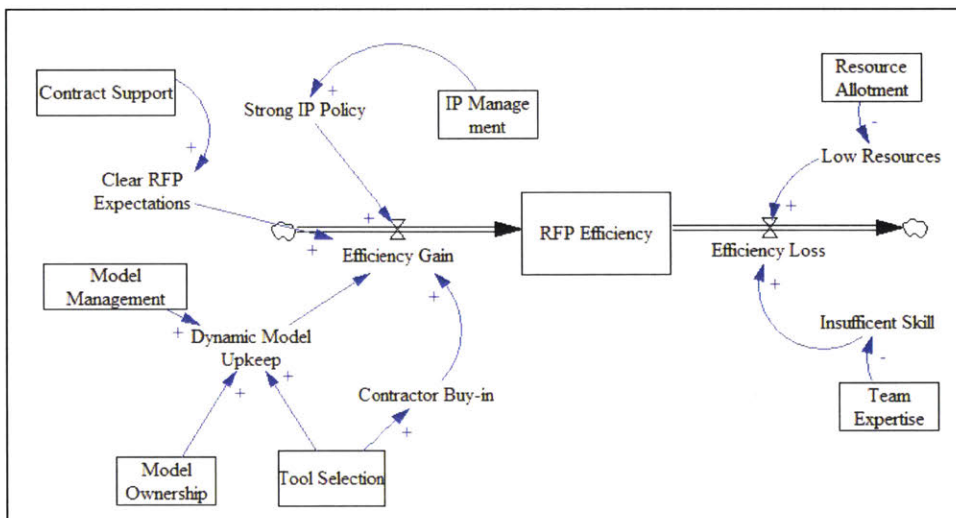 Contract Support
+
Clear RFP
Expectations
+
Strong IP Policy
+
IP Manage
ment
+
Efficiency Gain
RFP Efficiency
Resource
Allotment
-
Low Resources
+
Efficiency Loss
+
Insufficent Skill
-
Team
Expertise
Model
Management
+
Dynamic Model
Upkeep
+
+
+
Contractor Buy-in
+
Model
Ownership
Tool Selection